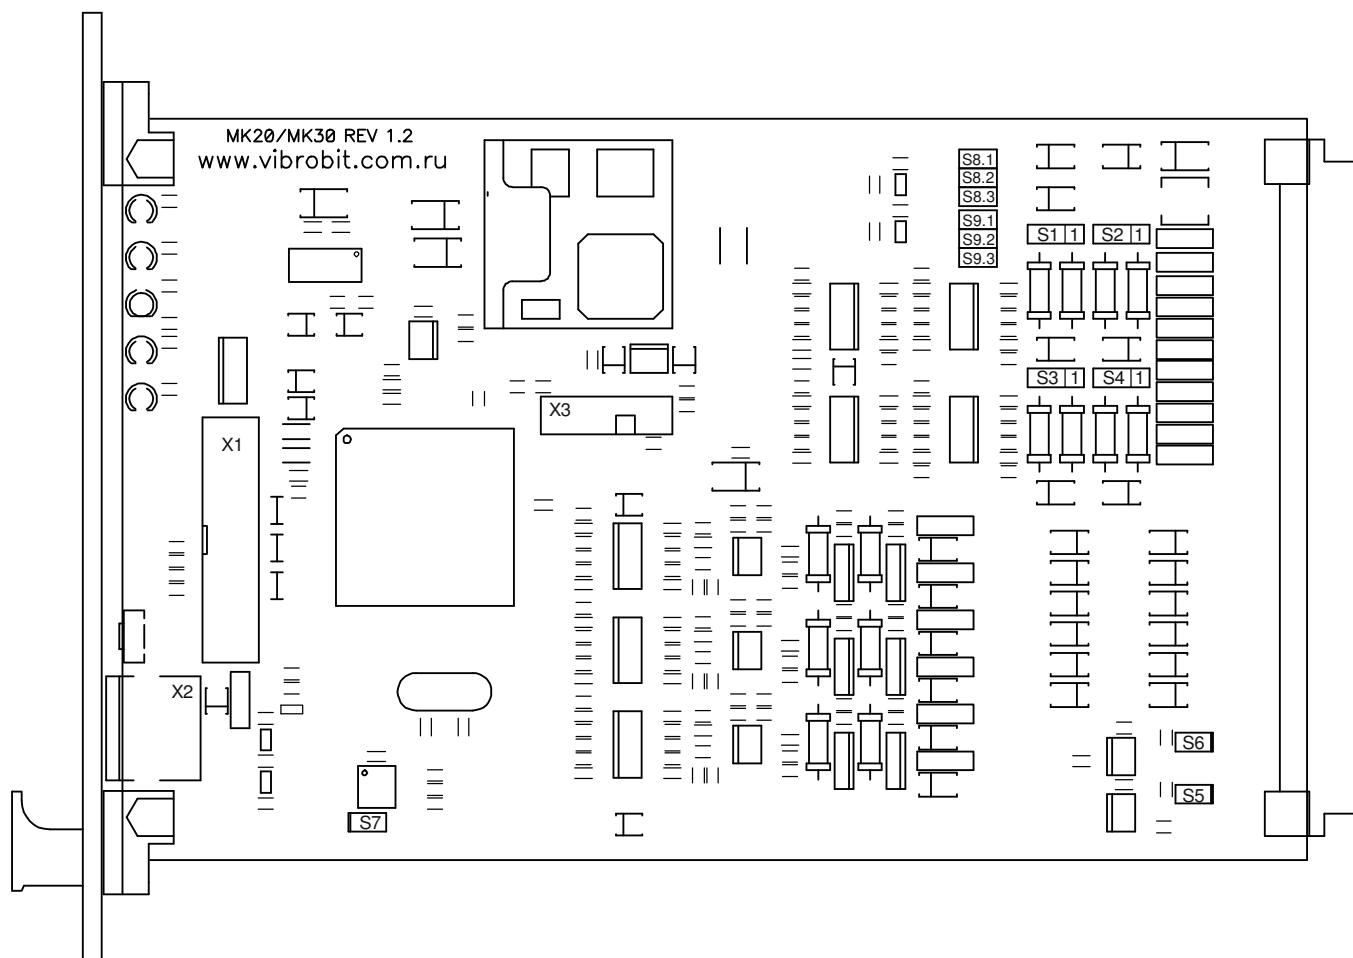 MK20/MK30 REV 1.2
www.vibrobit.com.ru
S8.1
S8.2
S8.3
S9.1
S9.2
S9.3
S1 1
S2 1
S3 1
S4 1
X3
X1
X2
S6
S5
S7